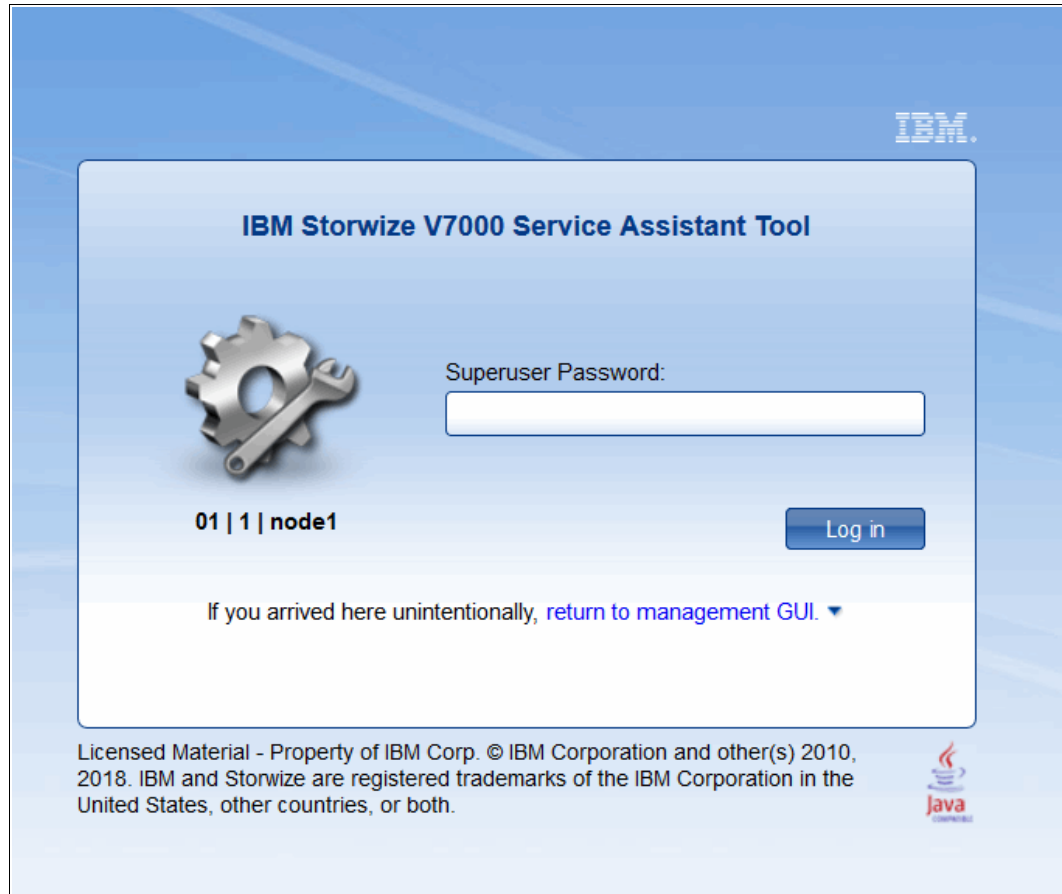 IBM.
IBM Storwize V7000 Service Assistant Tool
Superuser Password:
01 | 1 | node1
Log in
If you arrived here unintentionally, return to management GUI.
Licensed Material - Property of IBM Corp. © IBM Corporation and other(s) 2010,
2018. IBM and Storwize are registered trademarks of the IBM Corporation in the
United States, other countries, or both.
Java
COMPATIBLE